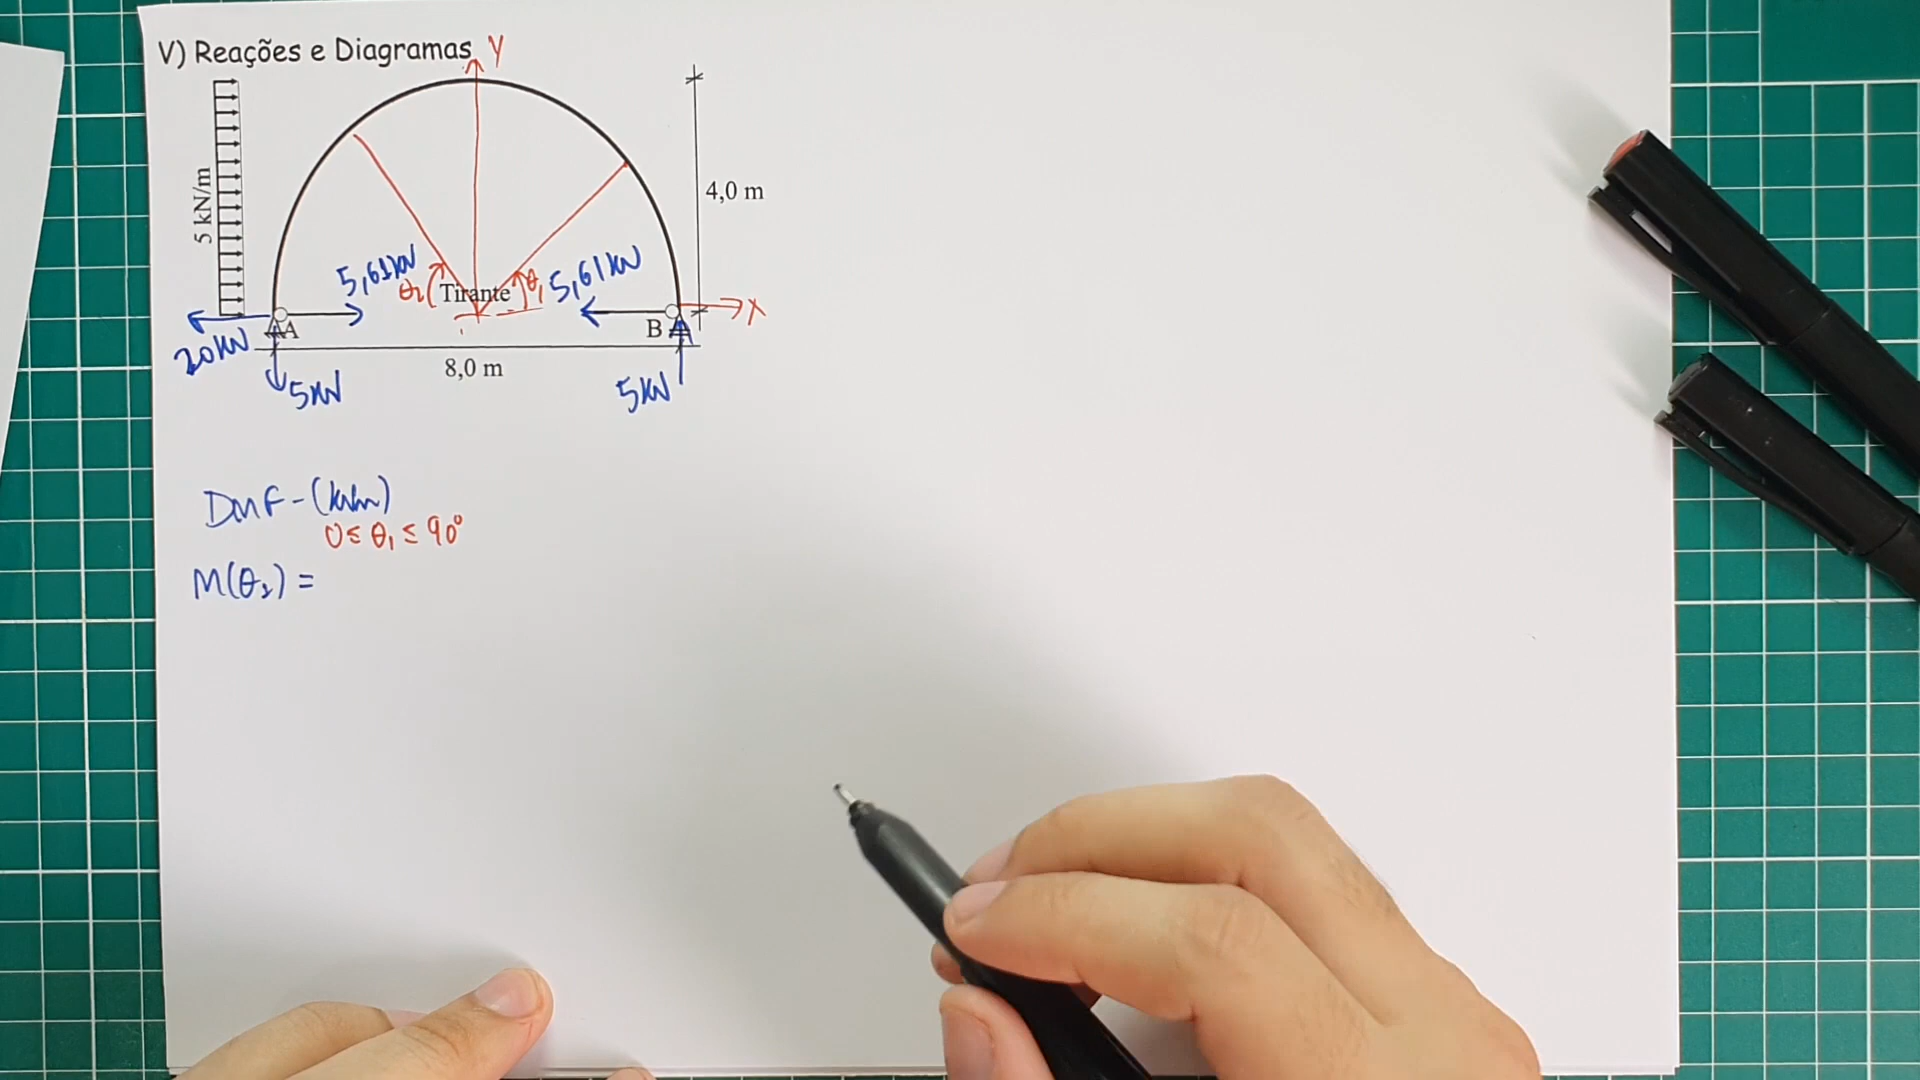 V) Reações e Diagramas
Y
5 kN/m
4,0 m
5,61kN
θ2
Tirante
θ1
5,61kN
X
A
B
20kN
8,0 m
5kN
5kN
DMF-(kNm)
0≤ θ1 ≤ 90°
M(θ1) =